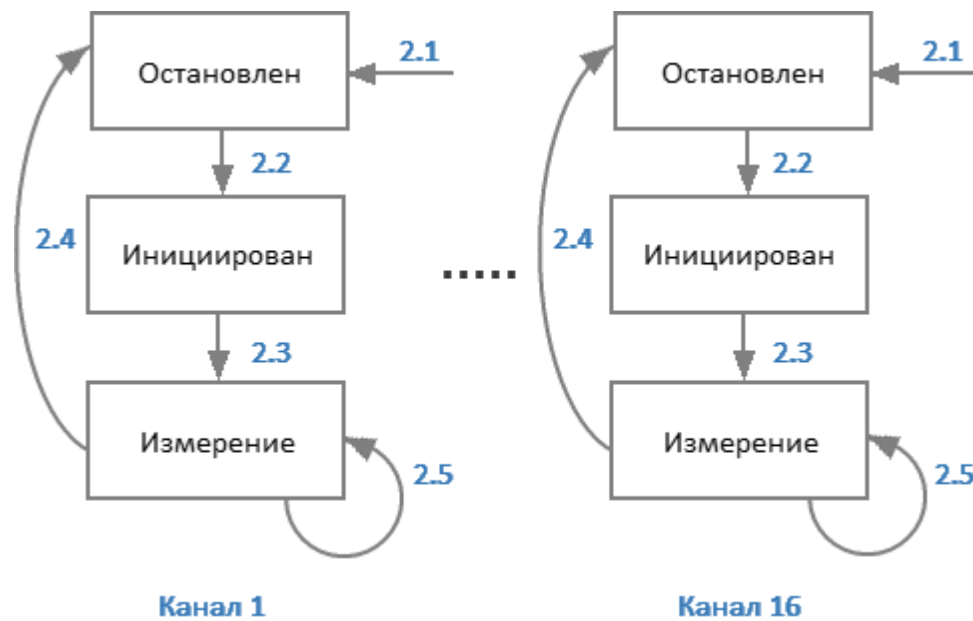 Остановлен
2.1
2.2
2.4
Инициирован
2.3
Измерение
2.5
Канал 1
.....
Остановлен
2.1
2.2
2.4
Инициирован
2.3
Измерение
2.5
Канал 16